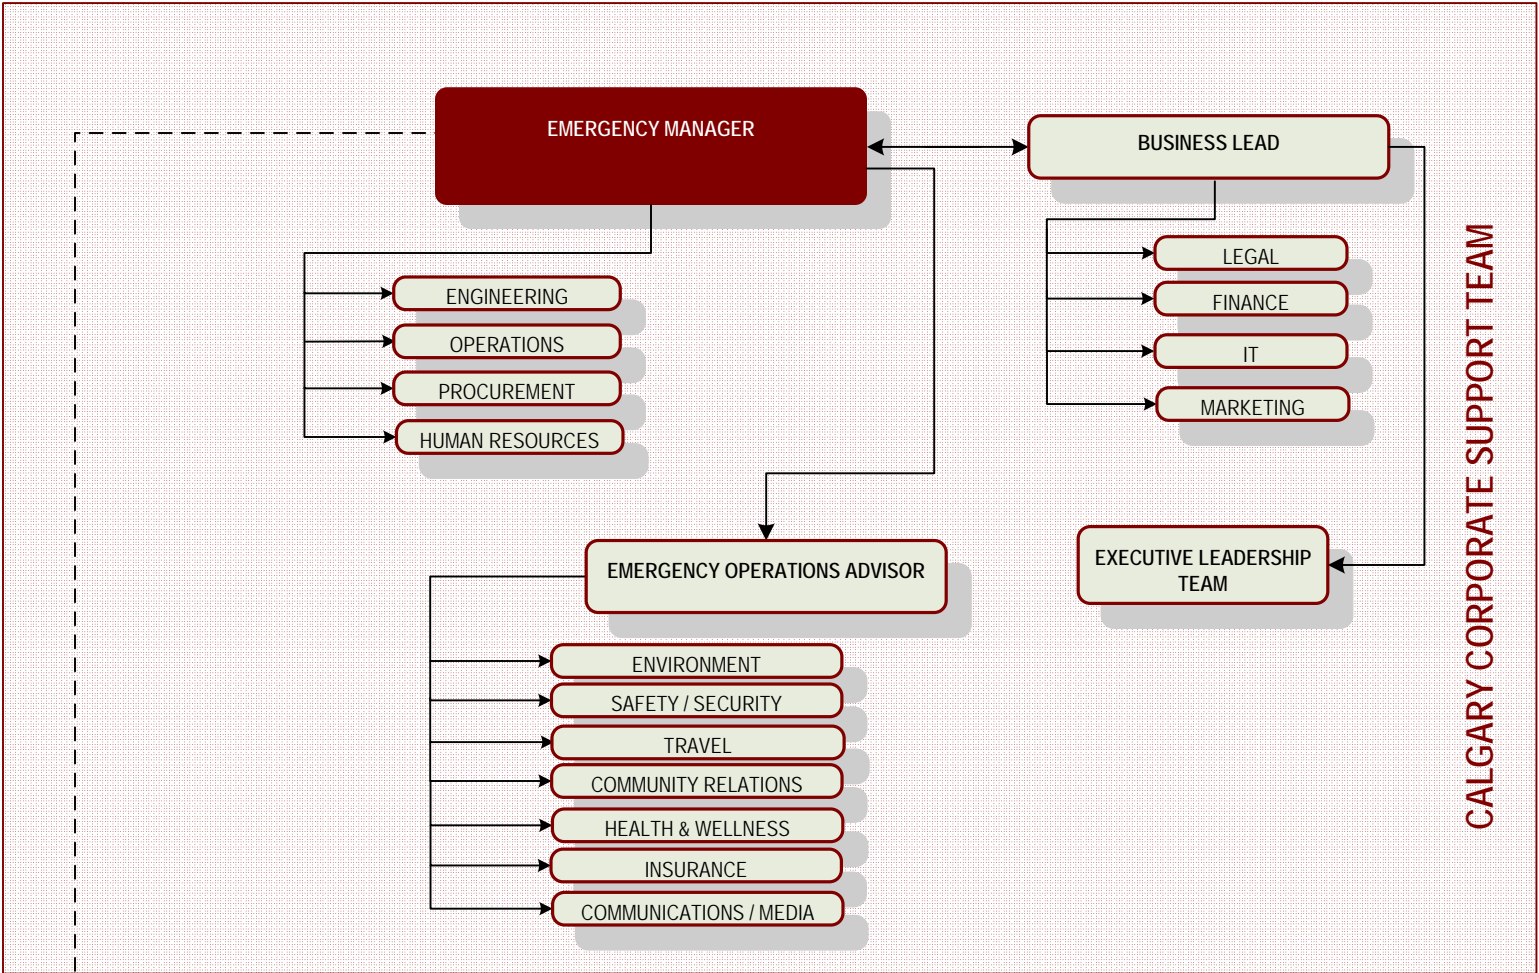 EMERGENCY MANAGER
BUSINESS LEAD
LEGAL
FINANCE
IT
MARKETING
ENGINEERING
OPERATIONS
PROCUREMENT
HUMAN RESOURCES
EMERGENCY OPERATIONS ADVISOR
EXECUTIVE LEADERSHIP
TEAM
ENVIRONMENT
SAFETY / SECURITY
TRAVEL
COMMUNITY RELATIONS
HEALTH & WELLNESS
INSURANCE
COMMUNICATIONS / MEDIA
CALGARY CORPORATE SUPPORT TEAM